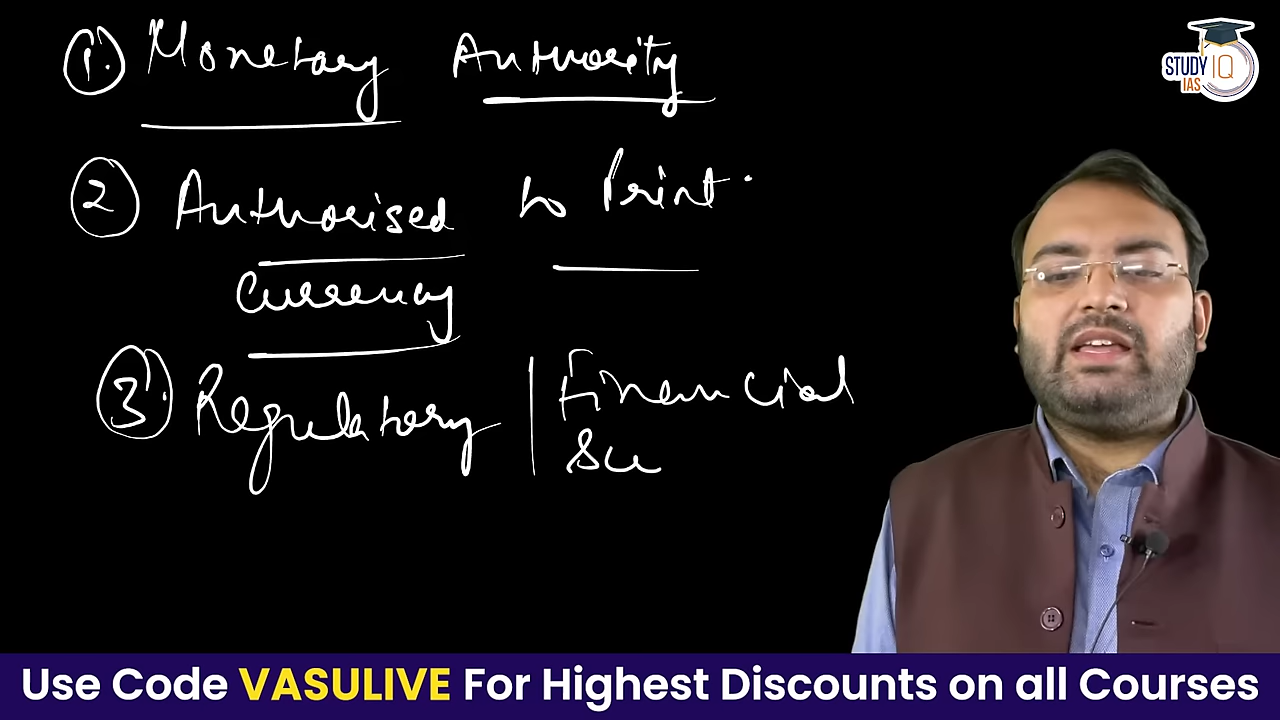 1. Monetary Authority
2 Authorised to Print.
Currency
3. Regulatory | Financial
Su
STUDY IQ
IAS
Use Code VASULIVE For Highest Discounts on all Courses